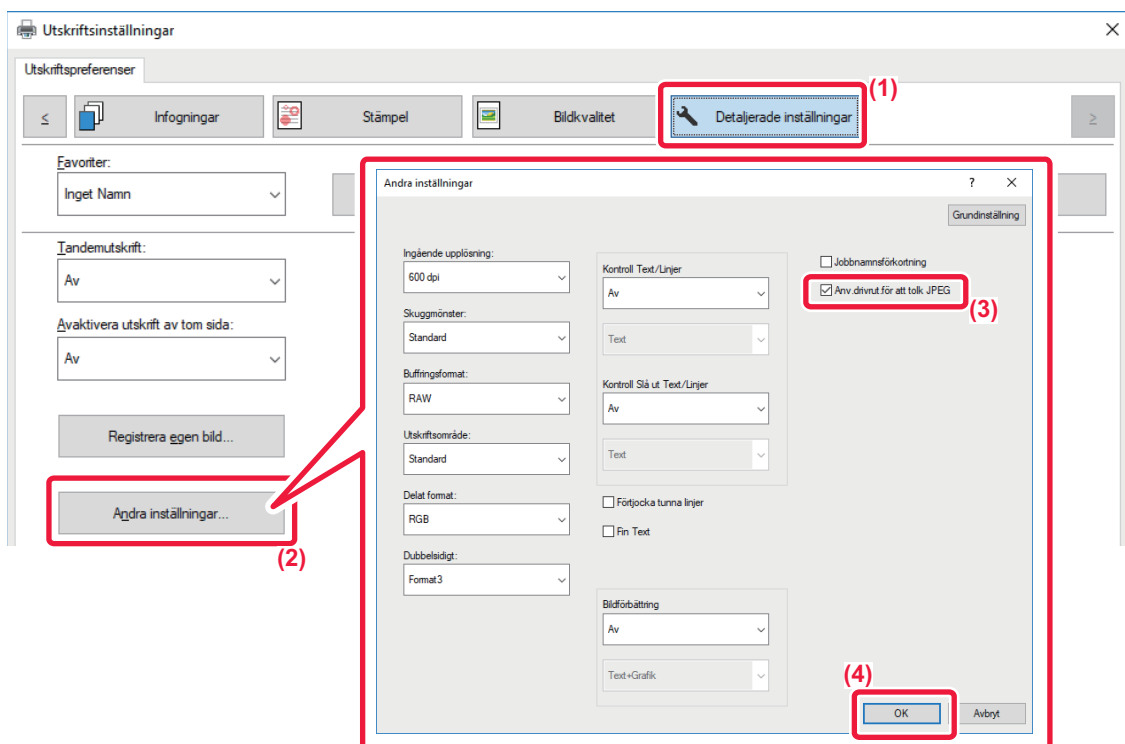 Utskriftsinställningar
Utskriftspreferenser
(1)
<
Infogningar
Stämpel
Bildkvalitet
Detaljerade inställningar
>
Favoriter:
Inget Namn
Tandemutskrift:
Av
Avaktivera utskrift av tom sida:
Av
Registrera egen bild...
Andra inställningar...
(2)
Andra inställningar
?
Grundinställning
Ingående upplösning:
600 dpi
Skuggmönster:
Standard
Buffringsformat:
RAW
Utskriftsområde:
Standard
Delat format:
RGB
Dubbelsidigt:
Format3
Kontroll Text/Linjer
Av
Text
Kontroll Slå ut Text/Linjer
Av
Text
Förtjocka tunna linjer
Fin Text
Bildförbättring
Av
Text+Grafik
Jobbnamnsförkortning
Anv.drivrut.för att tolk JPEG
(3)
(4)
OK
Avbryt